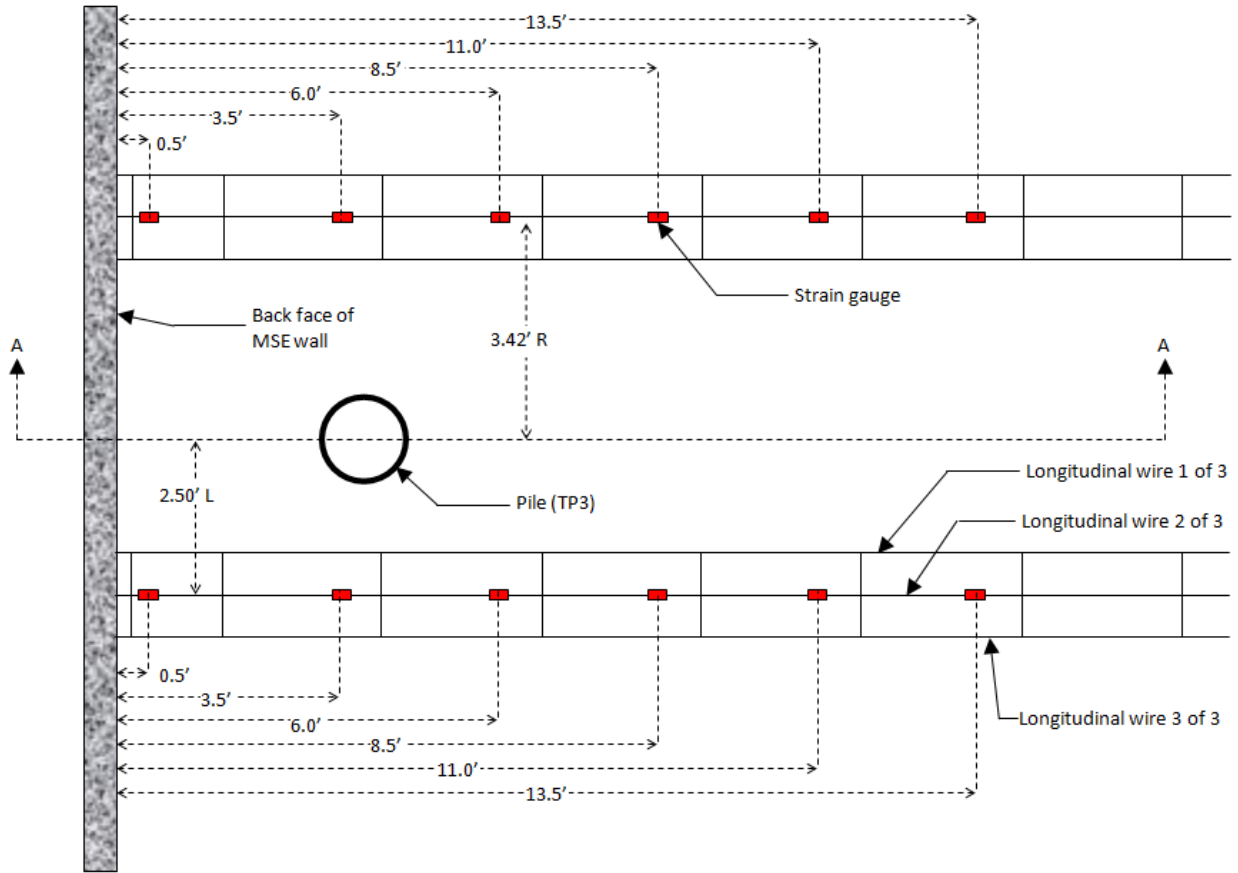 13.5’
11.0’
8.5’
6.0’
3.5’
0.5’
Strain gauge
Back face of
MSE wall
3.42’ R
A
A
2.50’ L
Pile (TP3)
Longitudinal wire 1 of 3
Longitudinal wire 2 of 3
0.5’
3.5’
6.0’
Longitudinal wire 3 of 3
8.5’
11.0’
13.5’